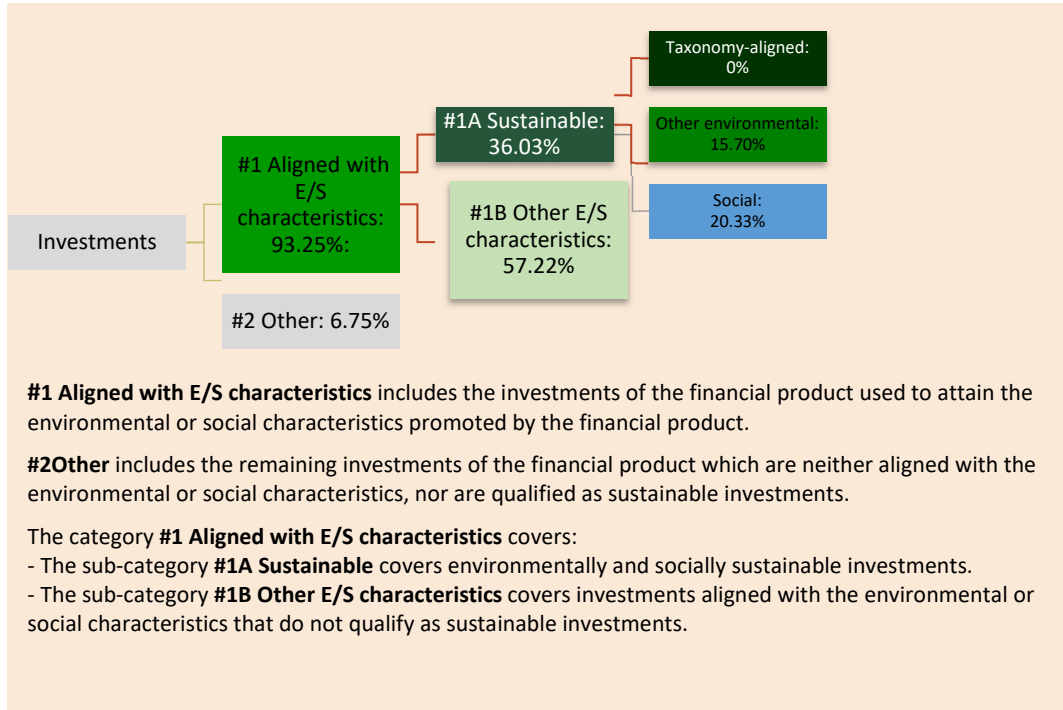 Taxonomy-aligned:
0%
#1A Sustainable:
36.03%
Other environmental:
15.70%
#1 Aligned with
E/S
characteristics:
93.25%:
Social:
20.33%
#1B Other E/S
characteristics:
57.22%
Investments
#2 Other: 6.75%
#1 Aligned with E/S characteristics includes the investments of the financial product used to attain the
environmental or social characteristics promoted by the financial product.
#2Other includes the remaining investments of the financial product which are neither aligned with the
environmental or social characteristics, nor are qualified as sustainable investments.
The category #1 Aligned with E/S characteristics covers:
- The sub-category #1A Sustainable covers environmentally and socially sustainable investments.
- The sub-category #1B Other E/S characteristics covers investments aligned with the environmental or
social characteristics that do not qualify as sustainable investments.